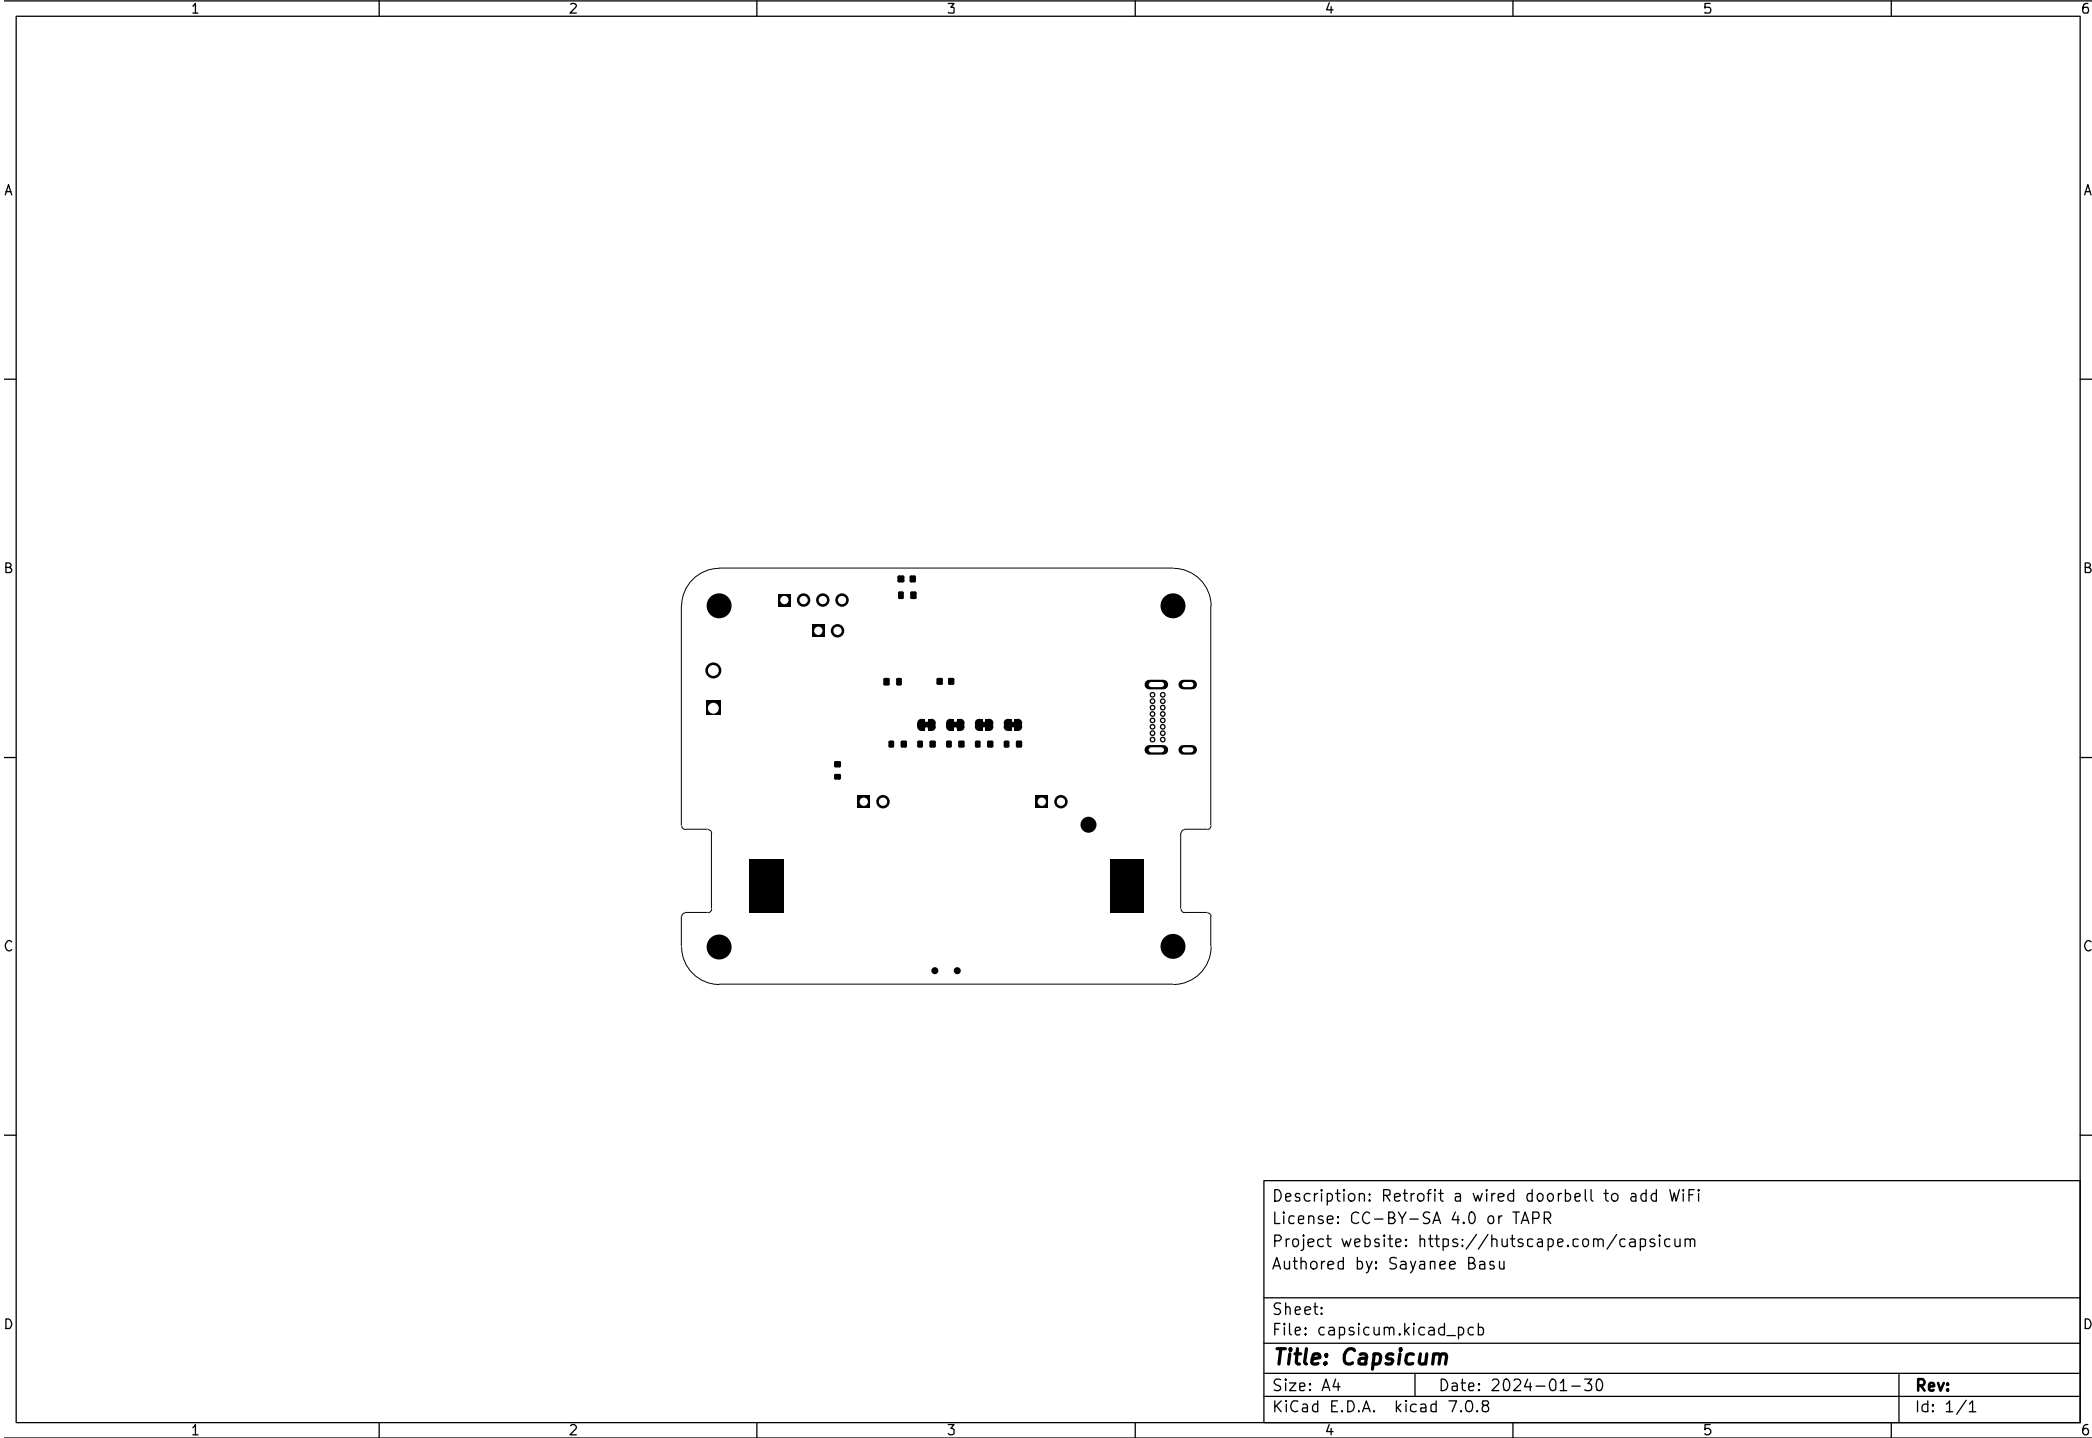 1 2 3 4 5 6
A A
B B
C C
Description: Retrofit a wired doorbell to add WiFi
License: CC-BY-SA 4.0 or TAPR
Project website: https://hutscape.com/capsicum
Authored by: Sayanee Basu
Sheet:
D D
File: capsicum.kicad_pcb
Title: Capsicum
Size: A4 Date: 2024-01-30 Rev:
KiCad E.D.A. kicad 7.0.8 Id: 1/1
1 2 3 4 5 6